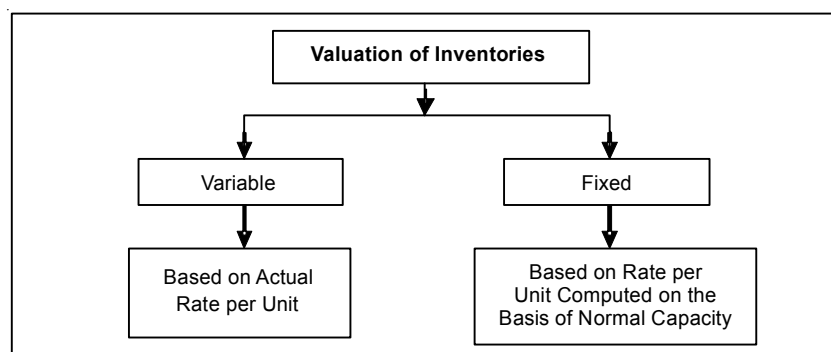 Valuation of Inventories
Variable
Fixed
Based on Actual
Rate per Unit
Based on Rate per
Unit Computed on the
Basis of Normal Capacity